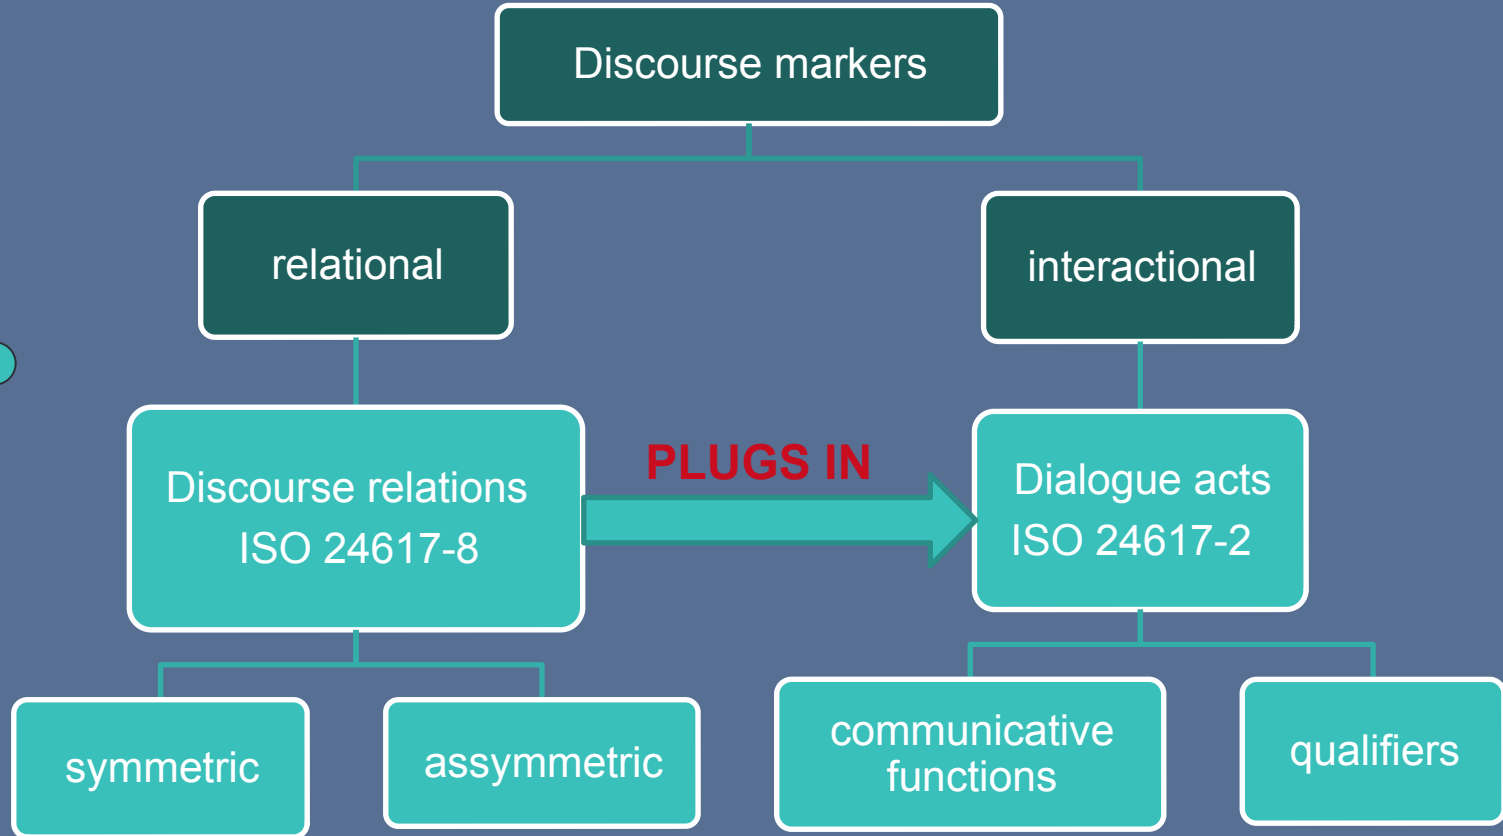 Discourse markers
relational
interactional
Discourse relations
ISO 24617-8
PLUGS IN
Dialogue acts
ISO 24617-2
symmetric
assymmetric
communicative
functions
qualifiers